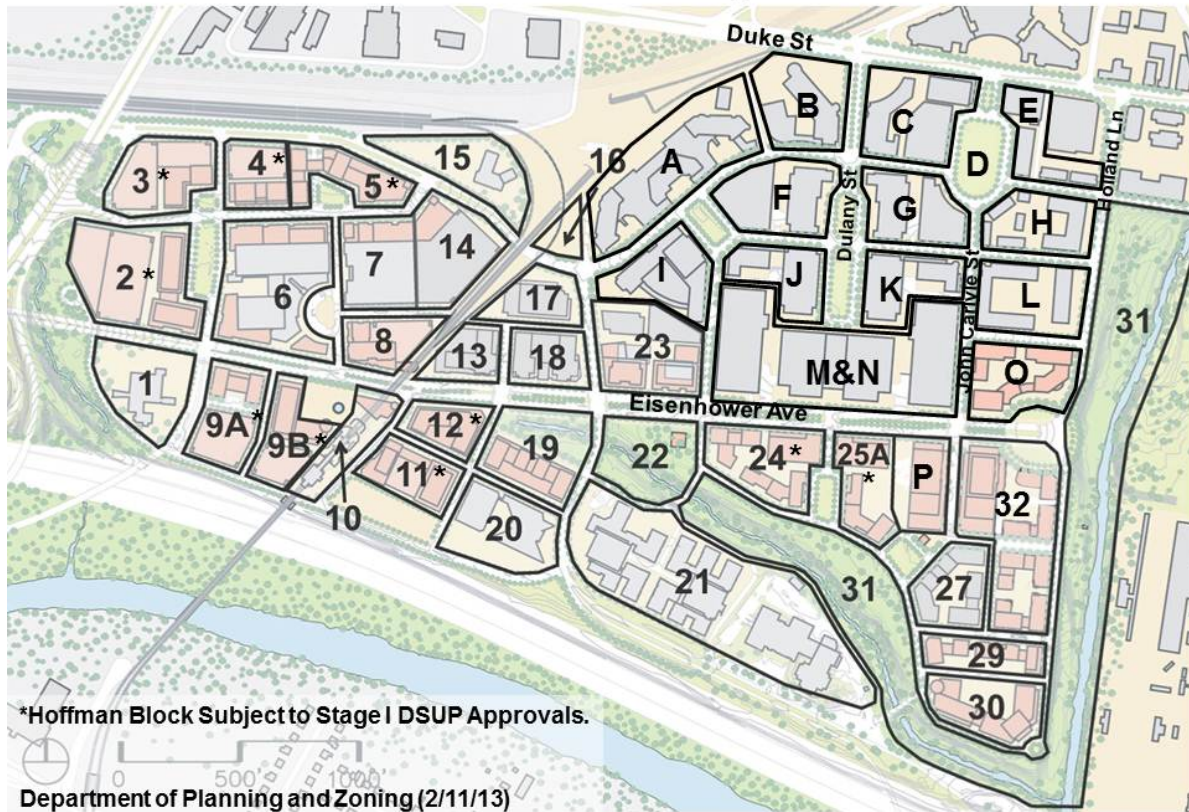 Duke St
B
C
E
A
D
Holland Ln
15
16
4*
3*
5*
F
Dulany St
G
H
14
7
2*
6
I
J
K
L
31
17
John Carlyle St
8
13
18
23
M&N
O
1
Eisenhower Ave
9A*
9B*
12*
19
22
24*
25A
*
P
32
11*
10
20
21
31
27
29
30
*Hoffman Block Subject to Stage I DSUP Approvals.
0 500 1000
Department of Planning and Zoning (2/11/13)